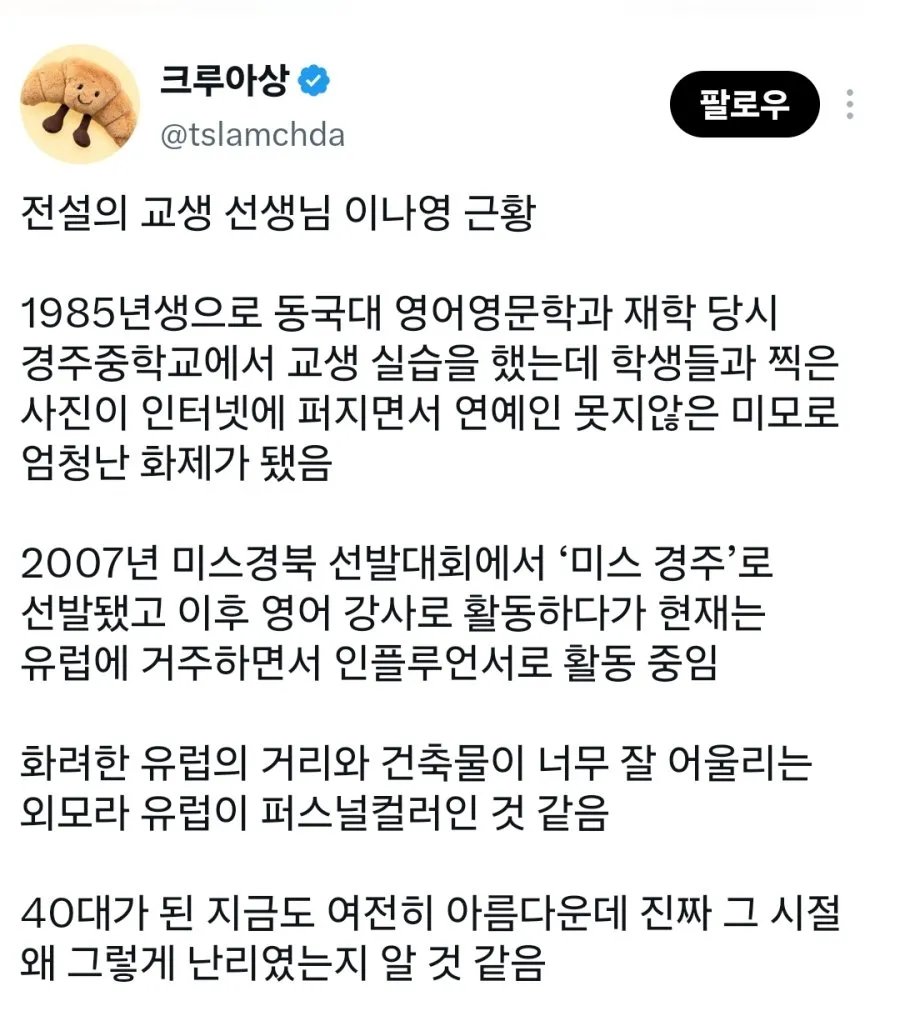 크루아상
@tslamchda
팔로우
전설의 교생 선생님 이나영 근황
1985년생으로 동국대 영어영문학과 재학 당시
경주중학교에서 교생 실습을 했는데 학생들과 찍은
사진이 인터넷에 퍼지면서 연예인 못지않은 미모로
엄청난 화제가 됐음
2007년 미스경북 선발대회에서 ‘미스 경주’로
선발됐고 이후 영어 강사로 활동하다가 현재는
유럽에 거주하면서 인플루언서로 활동 중임
화려한 유럽의 거리와 건축물이 너무 잘 어울리는
외모라 유럽이 퍼스널컬러인 것 같음
40대가 된 지금도 여전히 아름다운데 진짜 그 시절
왜 그렇게 난리였는지 알 것 같음